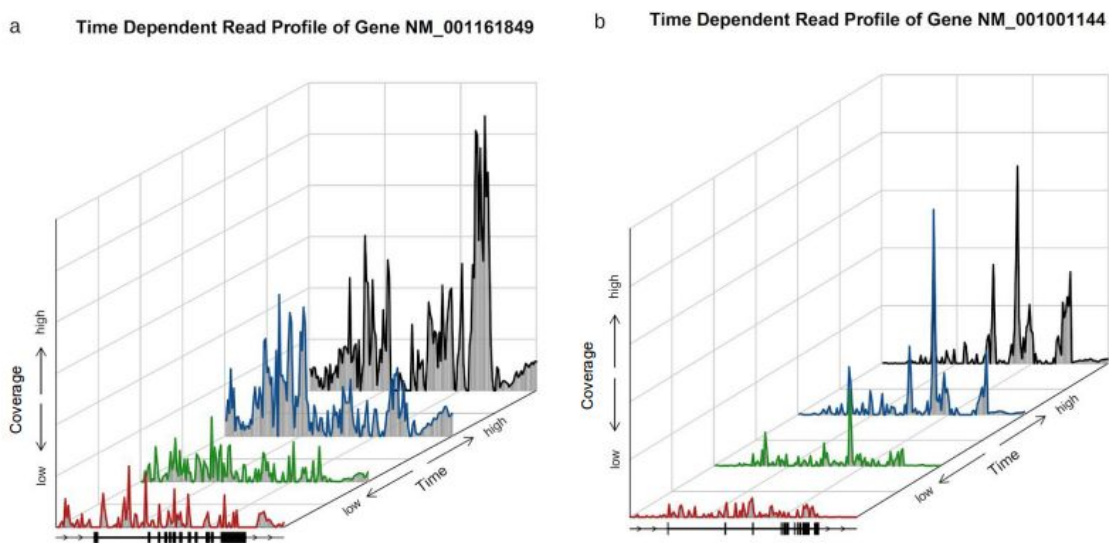 a
Time Dependent Read Profile of Gene NM_001161849
high
Coverage
low
low
Time
high
b
Time Dependent Read Profile of Gene NM_001001144
high
Coverage
low
low
Time
high